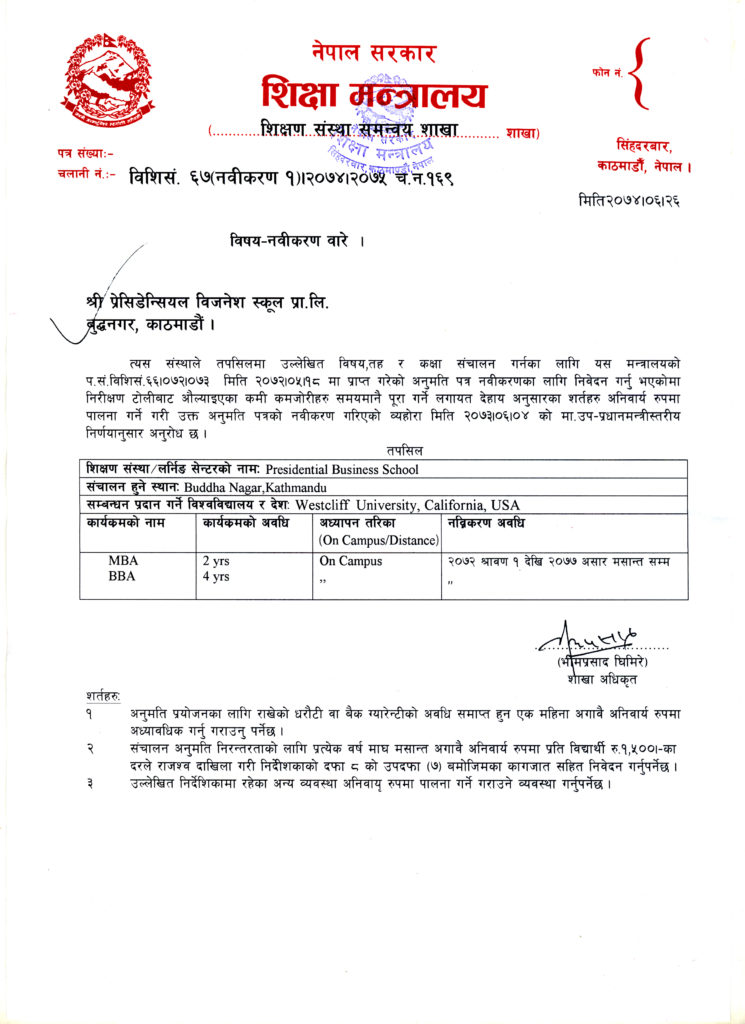 नेपाल सरकार
शिक्षा मन्त्रालय
(............शिक्षण संस्था समन्वय शाखा............ शाखा)
फोन नं.
सिंहदरबार,
काठमाडौं, नेपाल ।
पत्र संख्याः-
चलानी नं.:- विशिसं. ६७(नवीकरण १)।२०७४।२०७५ च.न.१६९
मिति२०७४।०६।२६
नेपाल सरकार
शिक्षा मन्त्रालय
सिंहदरबार, काठमाण्डौं, नेपाल
विषय-नवीकरण वारे ।
श्री प्रेसिडेन्सियल विजनेश स्कूल प्रा.लि.
बुद्धनगर, काठमाडौं ।
त्यस संस्थाले तपसिलमा उल्लेखित विषय,तह र कक्षा संचालन गर्नका लागि यस मन्त्रालयको
प.सं.विशिसं.६६।०७२।०७३ मिति २०७२।०५।१८ मा प्राप्त गरेको अनुमति पत्र नवीकरणका लागि निवेदन गर्नु भएकोमा
निरीक्षण टोलीबाट औल्याइएका कमी कमजोरीहरु समयमानै पूरा गर्ने लगायत देहाय अनुसारका शर्तहरु अनिवार्य रुपमा
पालना गर्ने गरी उक्त अनुमति पत्रको नवीकरण गरिएको व्यहोरा मिति २०७३।०६।०४ को मा.उप-प्रधानमन्त्रीस्तरीय
निर्णयानुसार अनुरोध छ ।
तपसिल
शिक्षण संस्था/लर्निङ सेन्टरको नाम: Presidential Business School
संचालन हुने स्थान: Buddha Nagar,Kathmandu
सम्बन्धन प्रदान गर्ने विश्वविद्यालय र देश: Westcliff University, California, USA
कार्यकमको नाम कार्यकमको अवधि अध्यापन तरिका (On Campus/Distance) नव्रिकरण अवधि
MBA 2 yrs On Campus २०७२ श्रावण १ देखि २०७७ असार मसान्त सम्म
BBA 4 yrs ,, ,,
(भीमप्रसाद घिमिरे)
शाखा अधिकृत
शर्तहरु:
१ अनुमति प्रयोजनका लागि राखेको धरौटी वा बैक ग्यारेन्टीको अवधि समाप्त हुन एक महिना अगावै अनिवार्य रुपमा
अध्यावधिक गर्नु गराउनु पर्नेछ ।
२ संचालन अनुमति निरन्तरताको लागि प्रत्येक वर्ष माघ मसान्त अगावै अनिवार्य रुपमा प्रति विद्यार्थी रु.१,५००।-का
दरले राजश्व दाखिला गरी निर्देशिकाको दफा ८ को उपदफा (७) बमोजिमका कागजात सहित निवेदन गर्नुपर्नेछ ।
३ उल्लेखित निर्देशिकामा रहेका अन्य व्यवस्था अनिवायृ रुपमा पालना गर्ने गराउने व्यवस्था गर्नुपर्नेछ ।